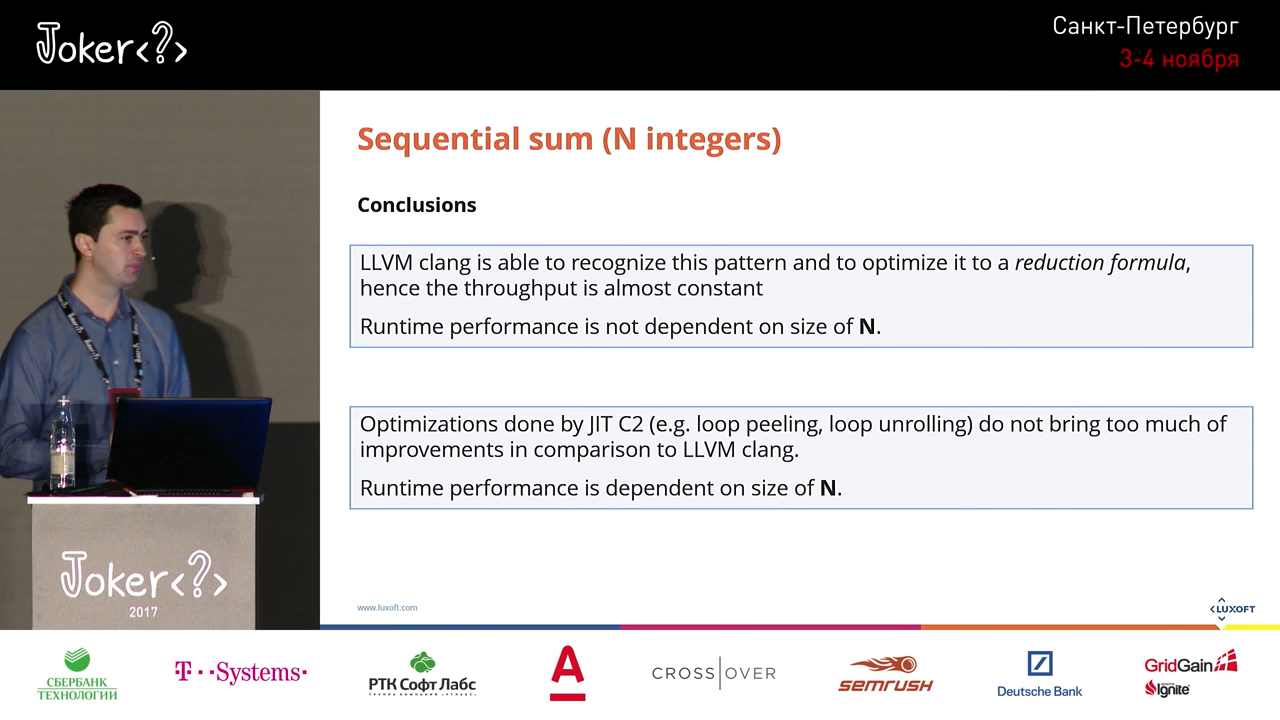 Joker<?>
Санкт-Петербург
3-4 ноября
Sequential sum (N integers)
Conclusions
LLVM clang is able to recognize this pattern and to optimize it to a reduction formula,
hence the throughput is almost constant
Runtime performance is not dependent on size of N.
Optimizations done by JIT C2 (e.g. loop peeling, loop unrolling) do not bring too much of
improvements in comparison to LLVM clang.
Runtime performance is dependent on size of N.
www.luxoft.com
LUXOFT
Joker<?>
2017
СБЕРБАНК
ТЕХНОЛОГИИ
T··Systems·
РТК Софт Лабс
А
CROSS|OVER
semrush
Deutsche Bank
GridGain
Ignite